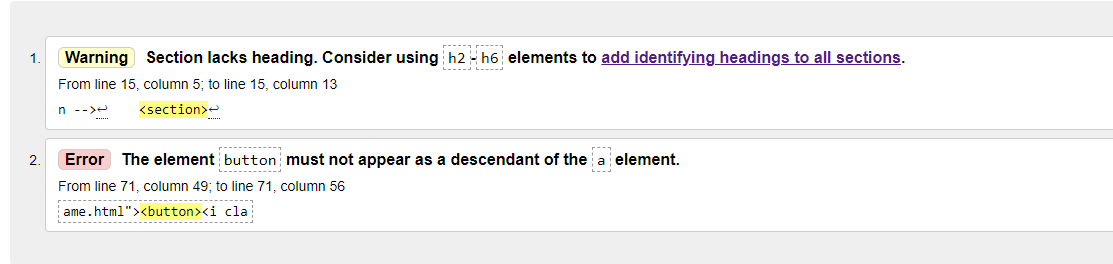 1. Warning Section lacks heading. Consider using h2-h6 elements to add identifying headings to all sections.
From line 15, column 5; to line 15, column 13
n -->↩ <section>↩
2. Error The element button must not appear as a descendant of the a element.
From line 71, column 49; to line 71, column 56
ame.html"><button><i cla